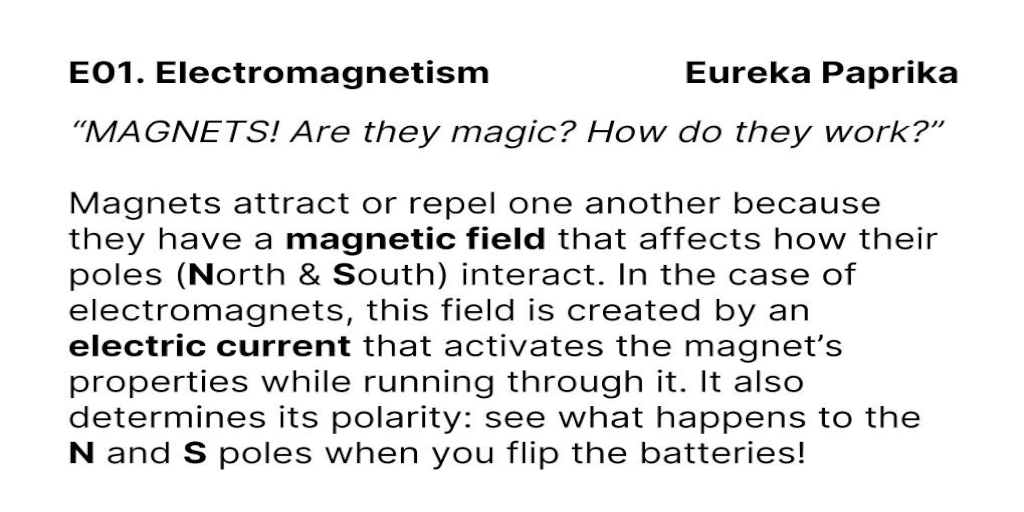 E01. Electromagnetism Eureka Paprika
“MAGNETS! Are they magic? How do they work?”
Magnets attract or repel one another because
they have a magnetic field that affects how their
poles (North & South) interact. In the case of
electromagnets, this field is created by an
electric current that activates the magnet’s
properties while running through it. It also
determines its polarity: see what happens to the
N and S poles when you flip the batteries!